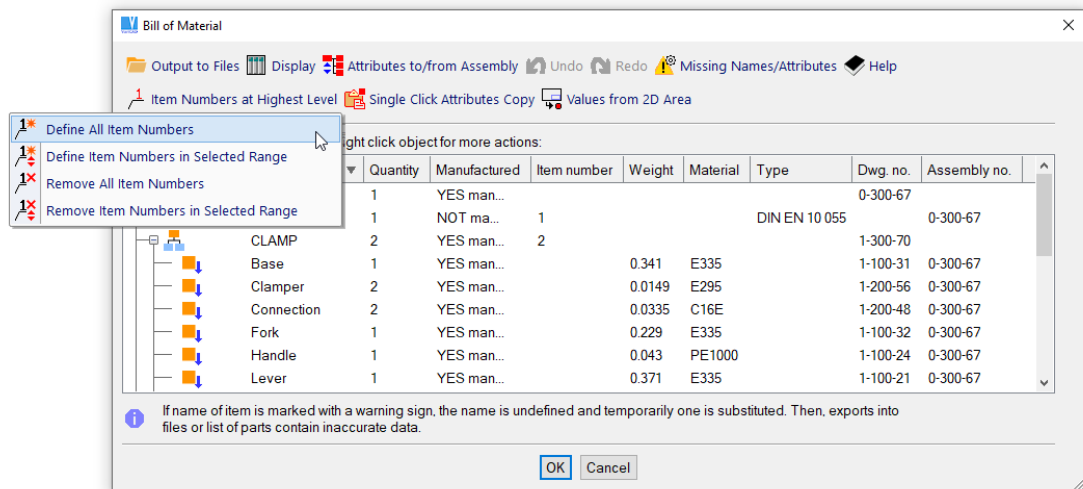 Bill of Material
Output to Files Display Attributes to/from Assembly Undo Redo Missing Names/Attributes Help
Item Numbers at Highest Level Single Click Attributes Copy Values from 2D Area
Define All Item Numbers
Define Item Numbers in Selected Range
Remove All Item Numbers
Remove Item Numbers in Selected Range
click object for more actions:
Quantity Manufactured Item number Weight Material Type Dwg. no. Assembly no.
1 YES man... 0-300-67
1 NOT ma... 1 DIN EN 10 055 0-300-67
CLAMP 2 YES man... 2 1-300-70
Base 1 YES man... 0.341 E335 1-100-31 0-300-67
Clamper 2 YES man... 0.0149 E295 1-200-56 0-300-67
Connection 2 YES man... 0.0335 C16E 1-200-48 0-300-67
Fork 1 YES man... 0.229 E335 1-100-32 0-300-67
Handle 1 YES man... 0.043 PE1000 1-100-24 0-300-67
Lever 1 YES man... 0.371 E335 1-100-21 0-300-67
If name of item is marked with a warning sign, the name is undefined and temporarily one is substituted. Then, exports into
files or list of parts contain inaccurate data.
OK Cancel